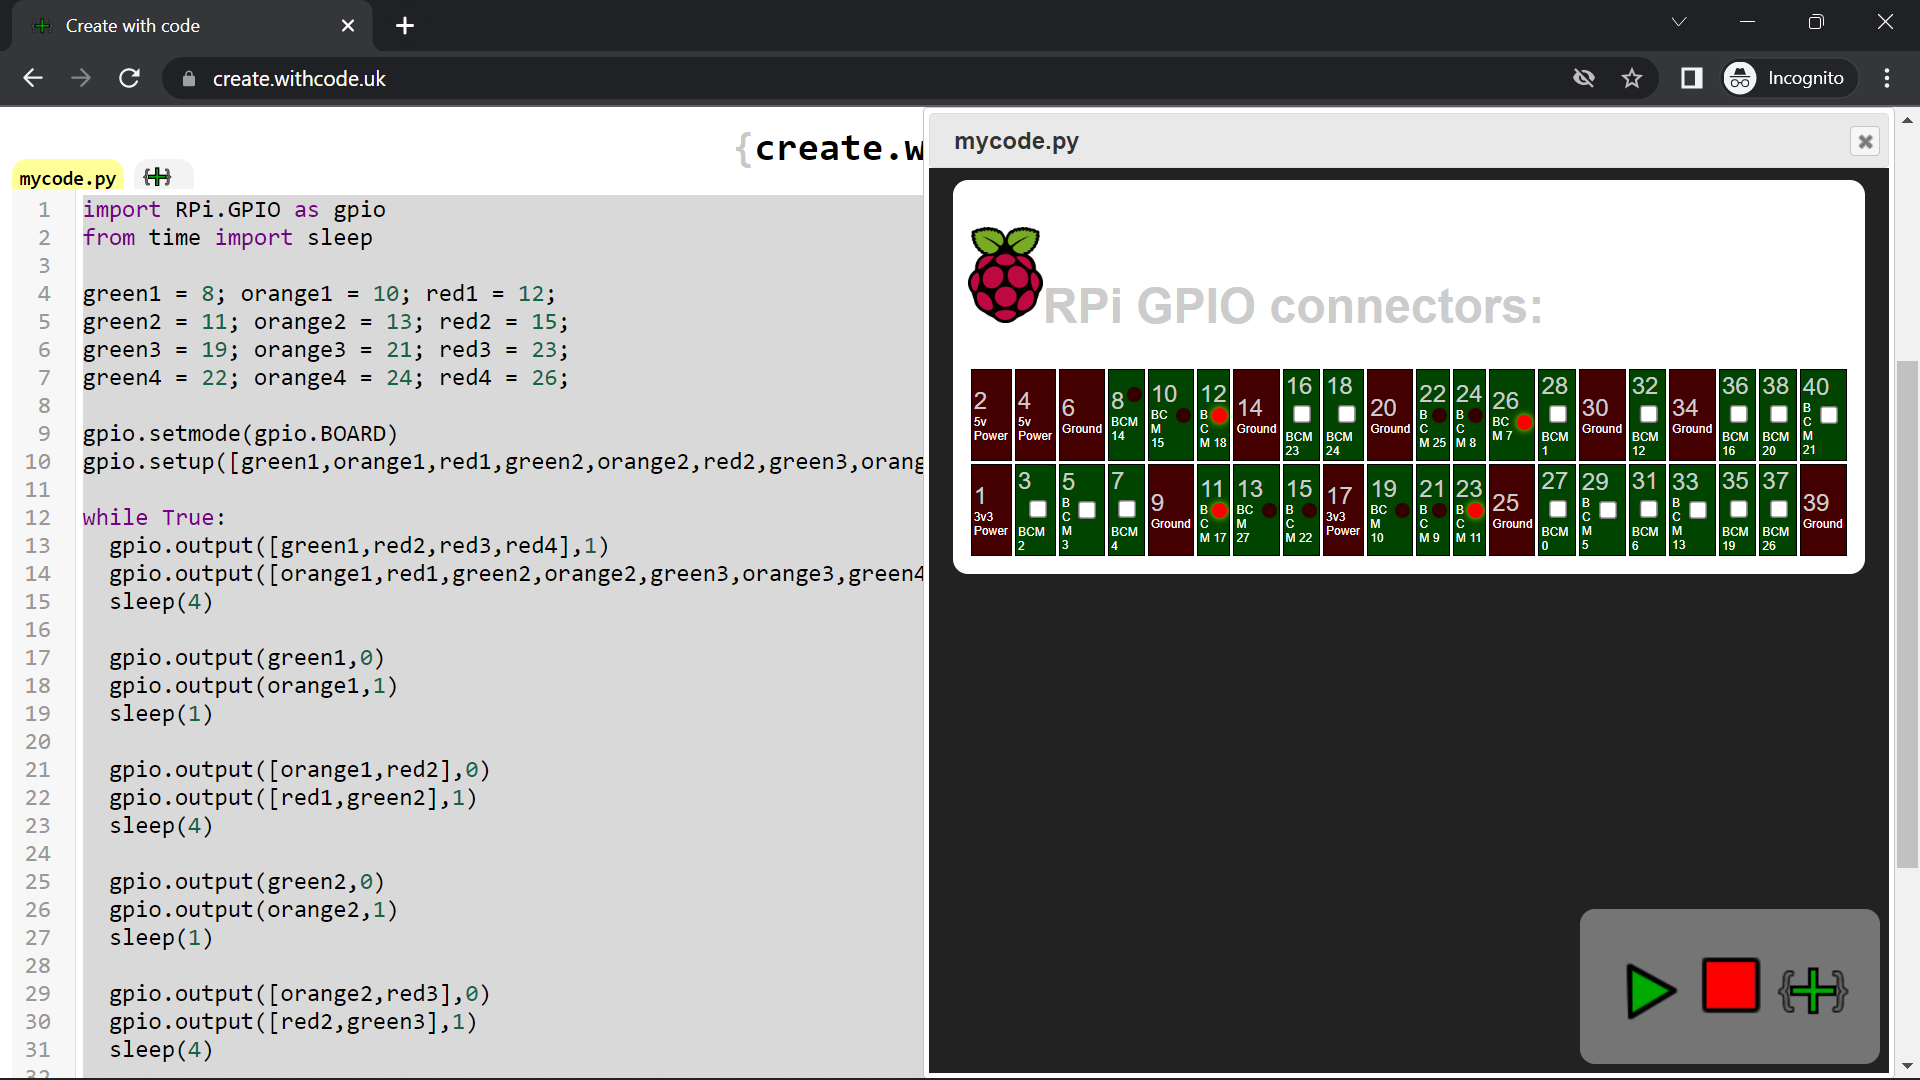 Create with code
create.withcode.uk
Incognito
{create.w
mycode.py
1 import RPi.GPIO as gpio
2 from time import sleep
3
4 green1 = 8; orange1 = 10; red1 = 12;
5 green2 = 11; orange2 = 13; red2 = 15;
6 green3 = 19; orange3 = 21; red3 = 23;
7 green4 = 22; orange4 = 24; red4 = 26;
8
9 gpio.setmode(gpio.BOARD)
10 gpio.setup([green1,orange1,red1,green2,orange2,red2,green3,orang
11
12 while True:
13 gpio.output([green1,red2,red3,red4],1)
14 gpio.output([orange1,red1,green2,orange2,green3,orange3,green4
15 sleep(4)
16
17 gpio.output(green1,0)
18 gpio.output(orange1,1)
19 sleep(1)
20
21 gpio.output([orange1,red2],0)
22 gpio.output([red1,green2],1)
23 sleep(4)
24
25 gpio.output(green2,0)
26 gpio.output(orange2,1)
27 sleep(1)
28
29 gpio.output([orange2,red3],0)
30 gpio.output([red2,green3],1)
31 sleep(4)
32
mycode.py
RPi GPIO connectors:
2 5v Power
4 5v Power
6 Ground
8 BCM 14
10 BCM 15
12 BCM 18
14 Ground
16 BCM 23
18 BCM 24
20 Ground
22 BCM 25
24 BCM 8
26 BCM 7
28 BCM 1
30 Ground
32 BCM 12
34 Ground
36 BCM 16
38 BCM 20
40 BCM 21
1 3v3 Power
3 BCM 2
5 BCM 3
7 BCM 4
9 Ground
11 BCM 17
13 BCM 27
15 BCM 22
17 3v3 Power
19 BCM 10
21 BCM 9
23 BCM 11
25 Ground
27 BCM 0
29 BCM 5
31 BCM 6
33 BCM 13
35 BCM 19
37 BCM 26
39 Ground